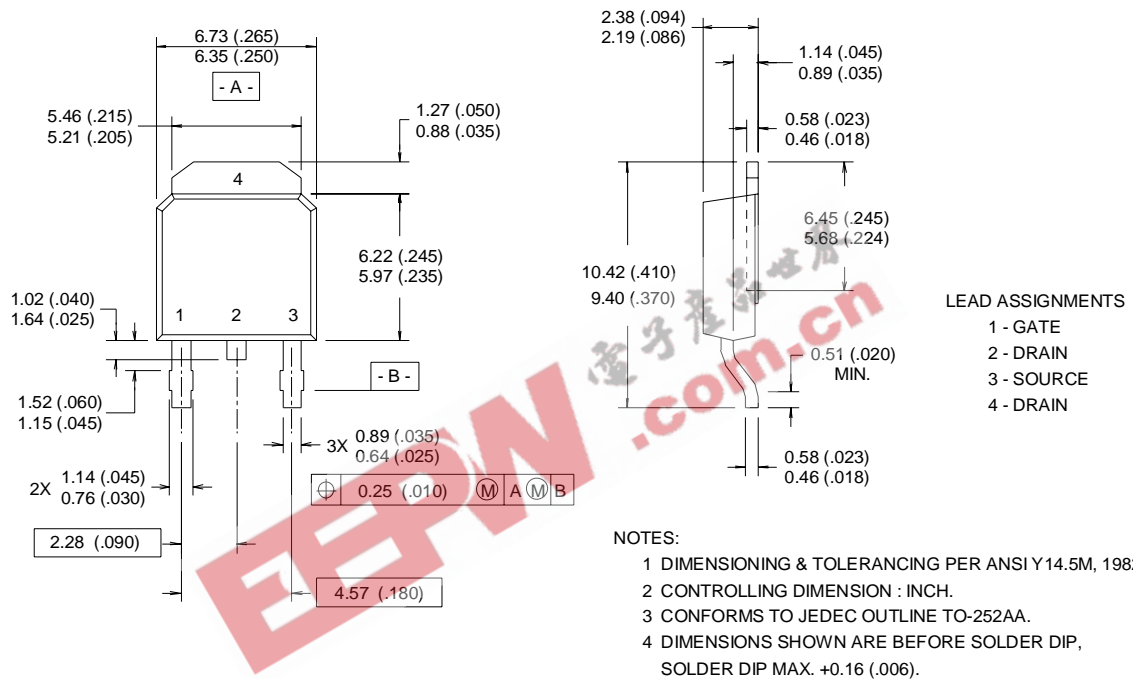 6.73 (.265)
6.35 (.250)
- A -
5.46 (.215)
5.21 (.205)
1.27 (.050)
0.88 (.035)
4
6.22 (.245)
5.97 (.235)
1.02 (.040)
1.64 (.025)
1 2 3
- B -
1.52 (.060)
1.15 (.045)
3X 0.89 (.035)
0.64 (.025)
2X 1.14 (.045)
0.76 (.030)
0.25 (.010) M A M B
2.28 (.090)
4.57 (.180)
2.38 (.094)
2.19 (.086)
1.14 (.045)
0.89 (.035)
0.58 (.023)
0.46 (.018)
6.45 (.245)
5.68 (.224)
10.42 (.410)
9.40 (.370)
0.51 (.020)
MIN.
0.58 (.023)
0.46 (.018)
LEAD ASSIGNMENTS
1 - GATE
2 - DRAIN
3 - SOURCE
4 - DRAIN
NOTES:
1 DIMENSIONING & TOLERANCING PER ANSI Y14.5M, 1982
2 CONTROLLING DIMENSION : INCH.
3 CONFORMS TO JEDEC OUTLINE TO-252AA.
4 DIMENSIONS SHOWN ARE BEFORE SOLDER DIP,
SOLDER DIP MAX. +0.16 (.006).
EEPW
電子產品世界
.com.cn